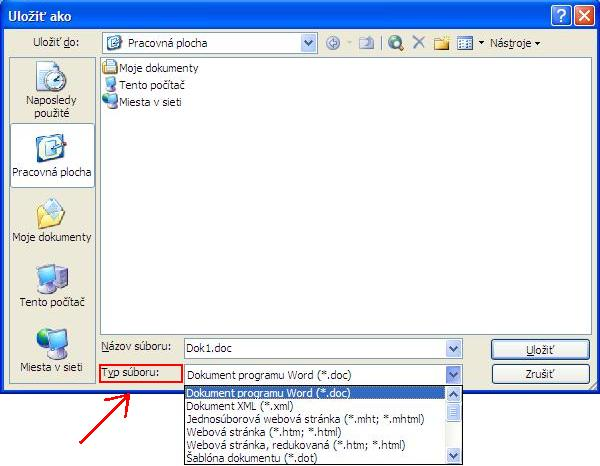 Uložiť ako
Uložiť do:
Pracovná plocha
Nástroje
Naposledy
použité
Pracovná plocha
Moje dokumenty
Tento počítač
Miesta v sieti
Moje dokumenty
Tento počítač
Miesta v sieti
Názov súboru:
Dok1.doc
Uložiť
Typ súboru:
Dokument programu Word (*.doc)
Zrušiť
Dokument programu Word (*.doc)
Dokument XML (*.xml)
Jednosúborová webová stránka (*.mht; *.mhtml)
Webová stránka (*.htm; *.html)
Webová stránka, redukovaná (*.htm; *.html)
Šablóna dokumentu (*.dot)